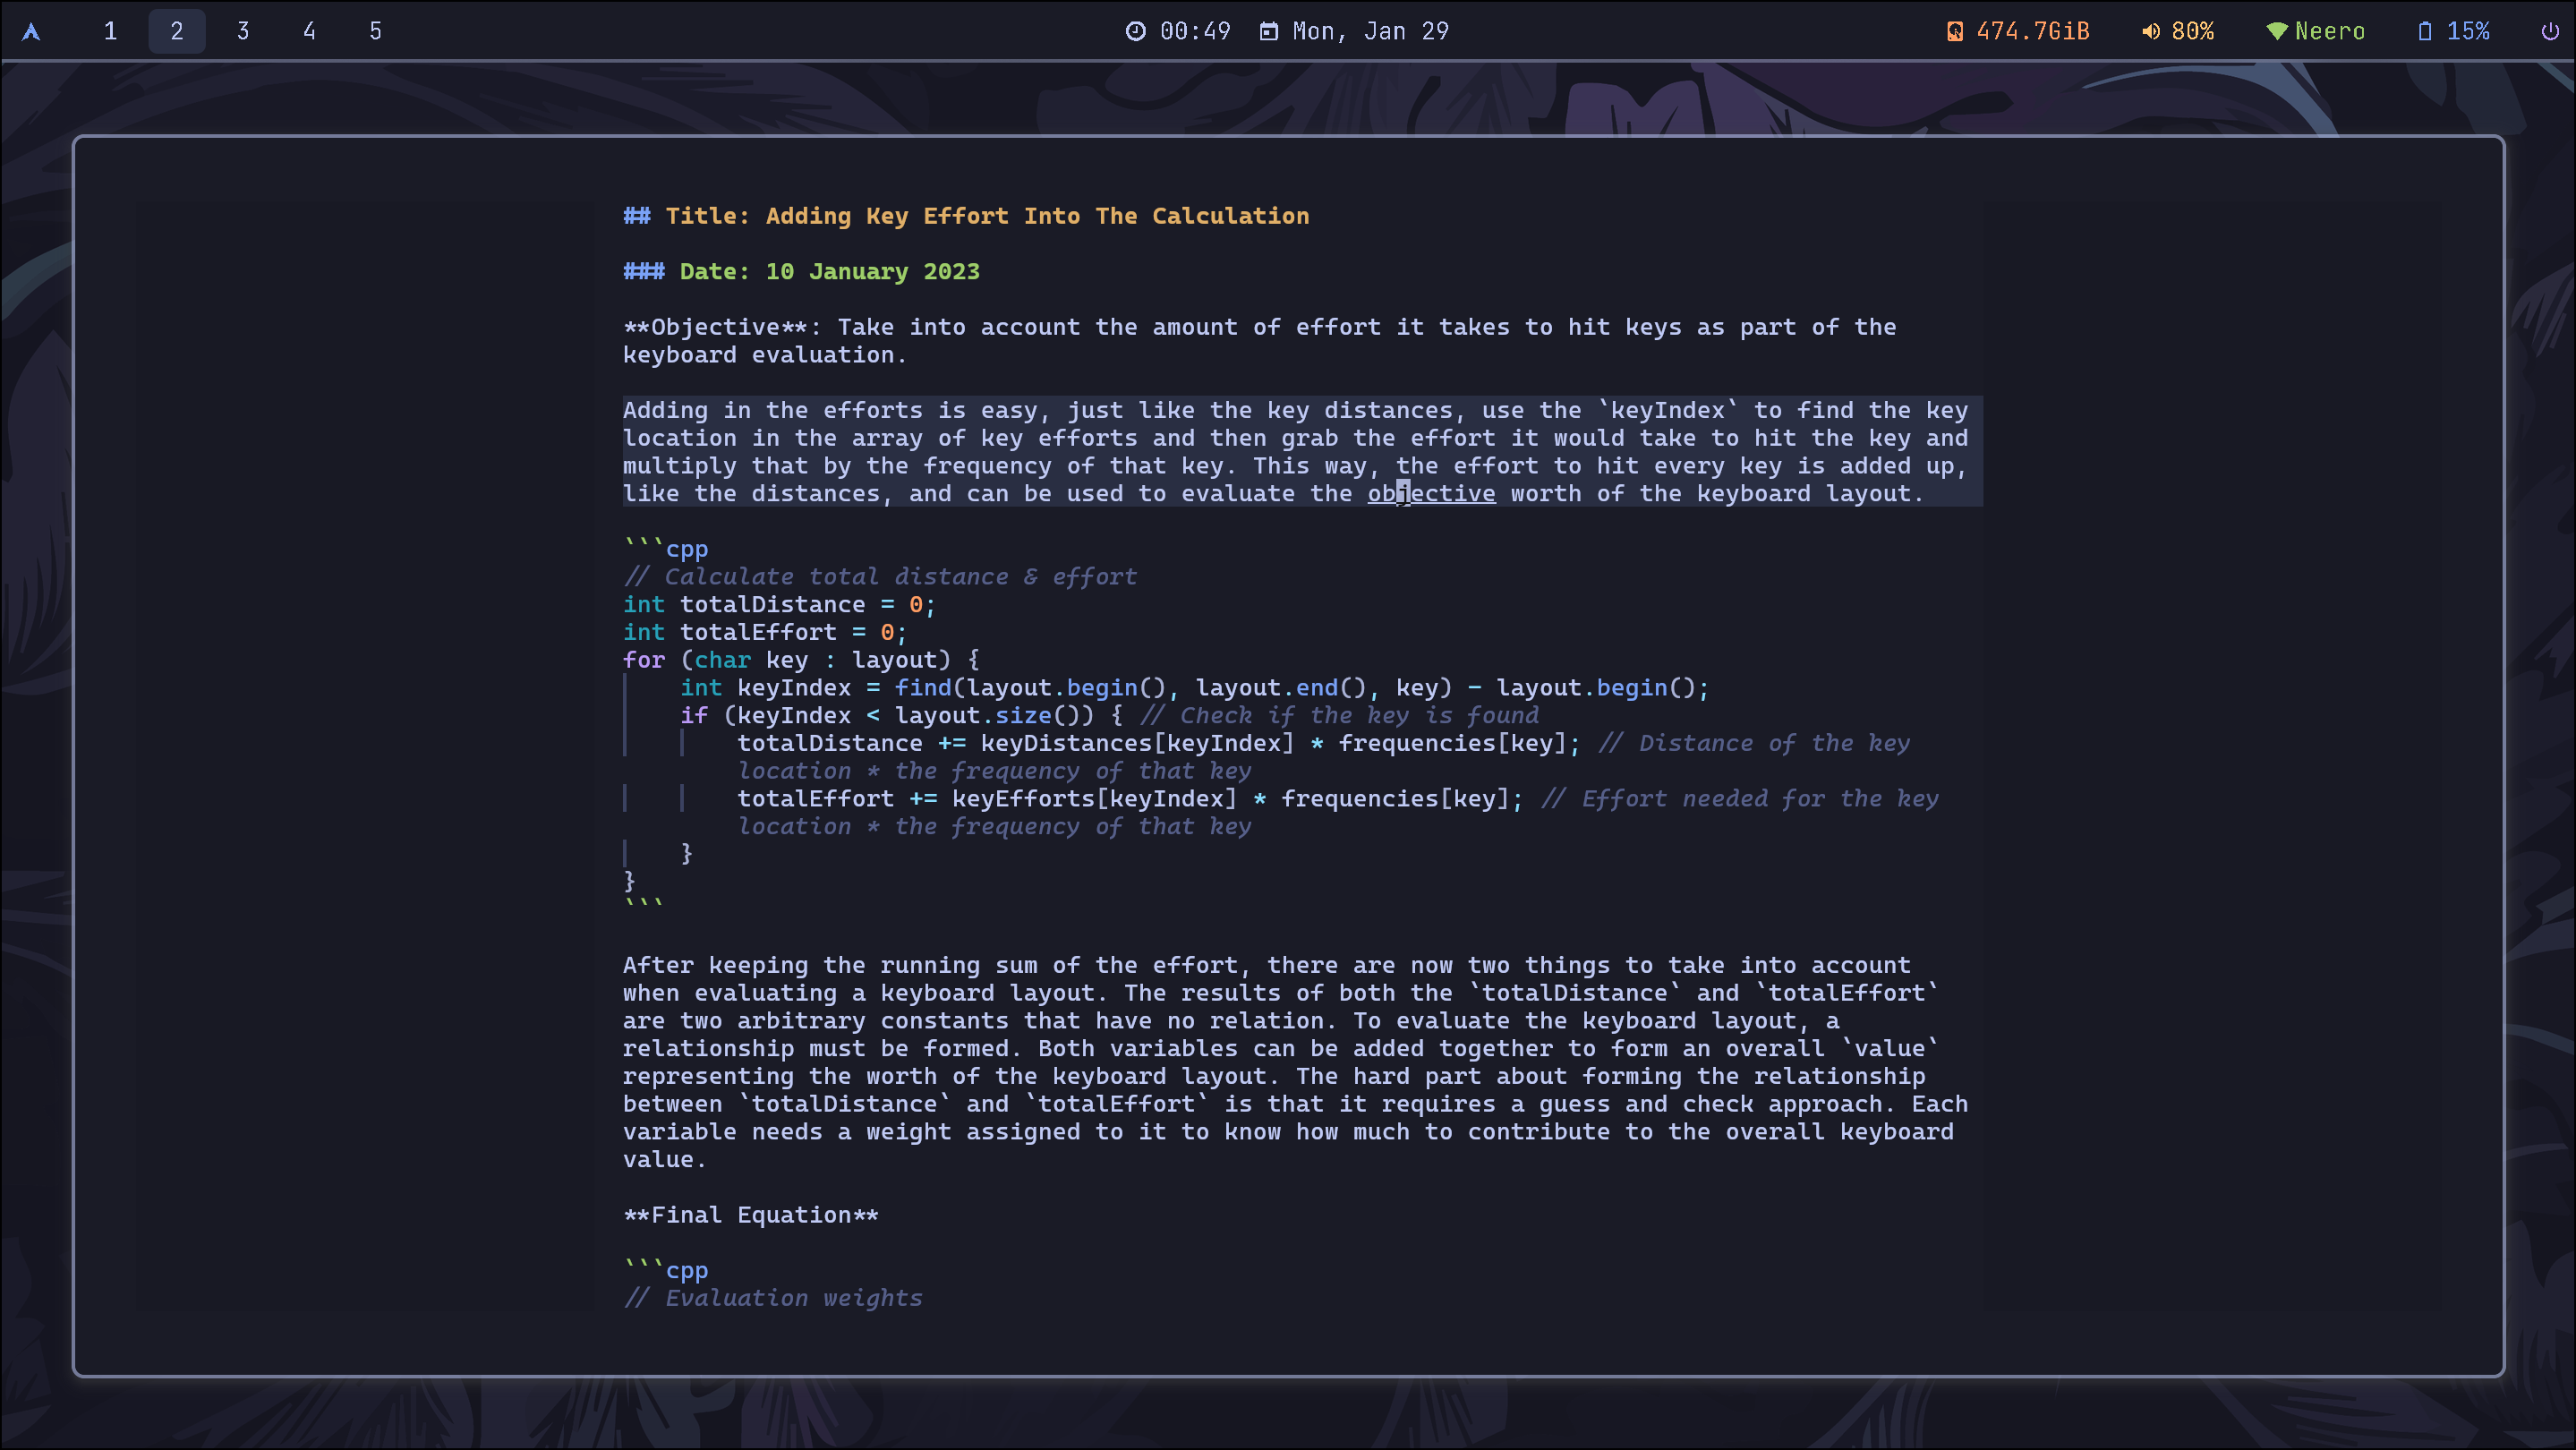 1 2 3 4 5 00:49 Mon, Jan 29 474.7GiB 80% Neero 15%
## Title: Adding Key Effort Into The Calculation
### Date: 10 January 2023
**Objective**: Take into account the amount of effort it takes to hit keys as part of the
keyboard evaluation.
Adding in the efforts is easy, just like the key distances, use the `keyIndex` to find the key
location in the array of key efforts and then grab the effort it would take to hit the key and
multiply that by the frequency of that key. This way, the effort to hit every key is added up,
like the distances, and can be used to evaluate the objective worth of the keyboard layout.
```cpp
// Calculate total distance & effort
int totalDistance = 0;
int totalEffort = 0;
for (char key : layout) {
    int keyIndex = find(layout.begin(), layout.end(), key) - layout.begin();
    if (keyIndex < layout.size()) { // Check if the key is found
        totalDistance += keyDistances[keyIndex] * frequencies[key]; // Distance of the key
        location * the frequency of that key
        totalEffort += keyEfforts[keyIndex] * frequencies[key]; // Effort needed for the key
        location * the frequency of that key
    }
}
```
After keeping the running sum of the effort, there are now two things to take into account
when evaluating a keyboard layout. The results of both the `totalDistance` and `totalEffort`
are two arbitrary constants that have no relation. To evaluate the keyboard layout, a
relationship must be formed. Both variables can be added together to form an overall `value`
representing the worth of the keyboard layout. The hard part about forming the relationship
between `totalDistance` and `totalEffort` is that it requires a guess and check approach. Each
variable needs a weight assigned to it to know how much to contribute to the overall keyboard
value.
**Final Equation**
```cpp
// Evaluation weights